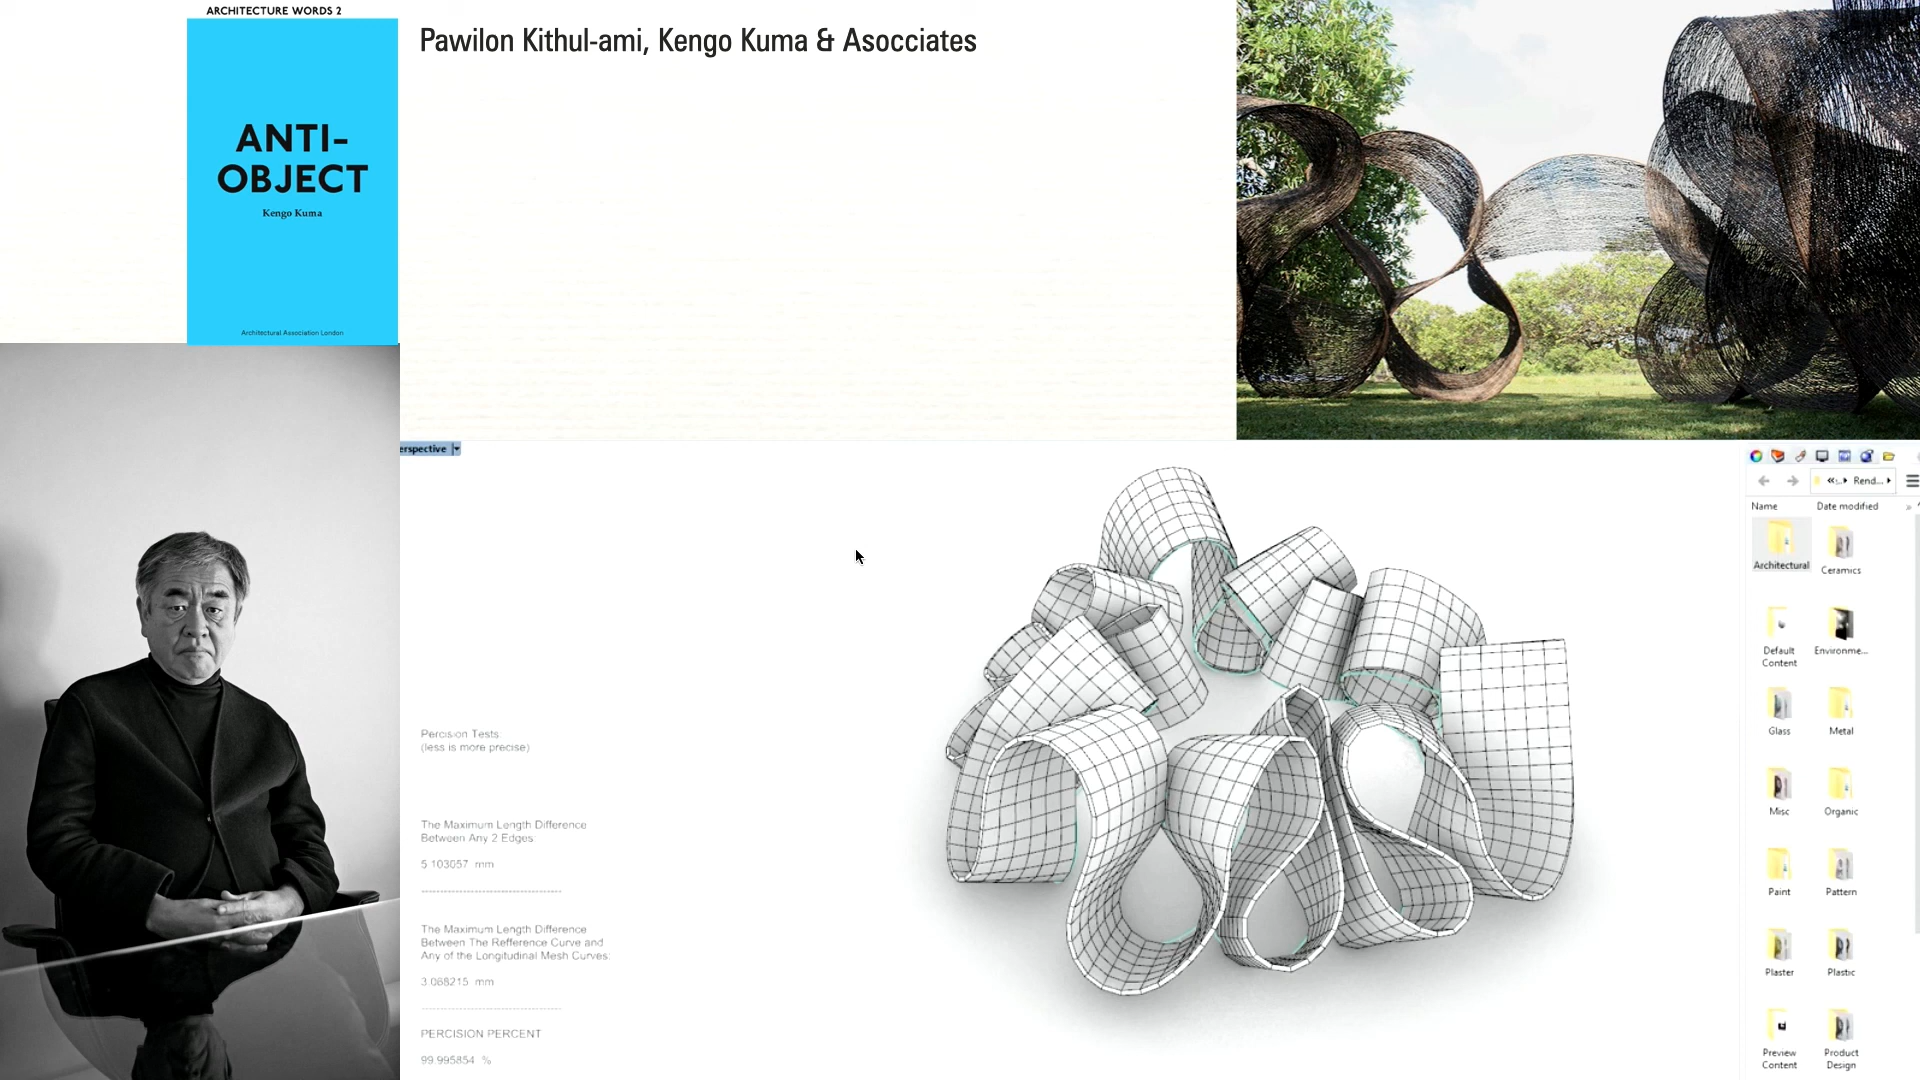 ARCHITECTURE WORDS 2
ANTI-
OBJECT
Kengo Kuma
Architectural Association London
Pawilon Kithul-ami, Kengo Kuma & Asocciates
erspective
Percision Tests:
(less is more precise)
The Maximum Length Difference
Between Any 2 Edges:
5.103057 mm
The Maximum Length Difference
Between The Refference Curve and
Any of the Longitudinal Mesh Curves:
3.068215 mm
PERCISION PERCENT
99.995854 %
Rend...
Name Date modified
Architectural Ceramics
Default
Content
Environme...
Glass Metal
Misc Organic
Paint Pattern
Plaster Plastic
Preview
Content
Product
Design